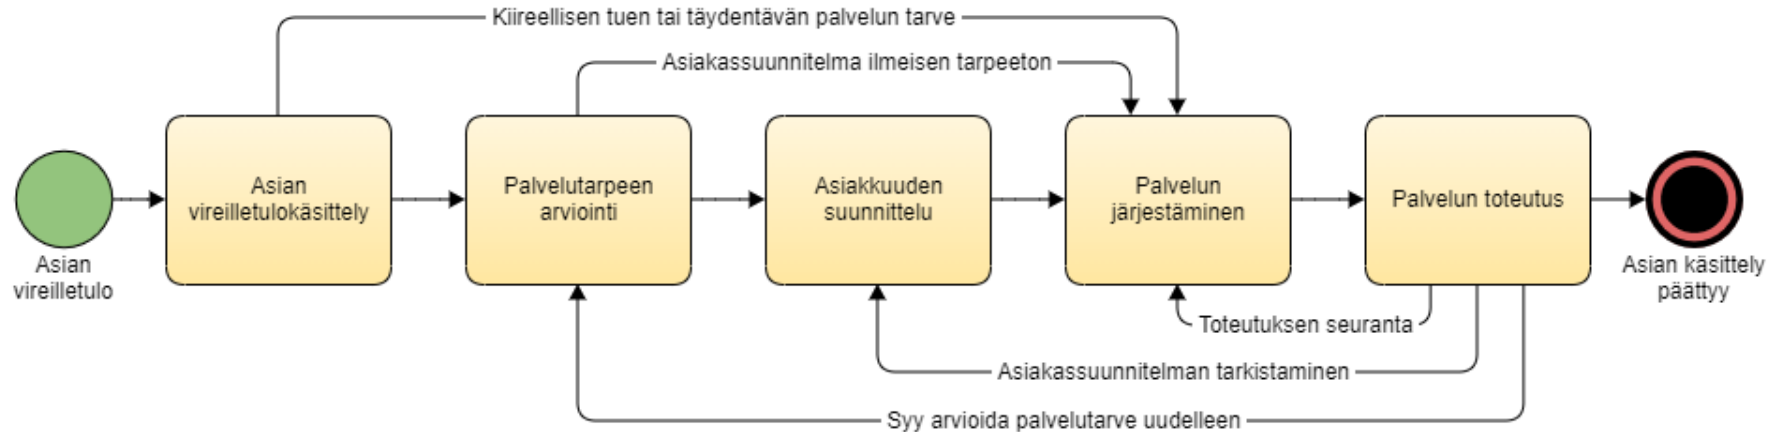 Kiireellisen tuen tai täydentävän palvelun tarve
Asiakassuunnitelma ilmeisen tarpeeton
Asian
vireilletulo
Asian
vireilletulokäsittely
Palvelutarpeen
arviointi
Asiakkuuden
suunnittelu
Palvelun
järjestäminen
Palvelun toteutus
Asian käsittely
päättyy
Toteutuksen seuranta
Asiakassuunnitelman tarkistaminen
Syy arvioida palvelutarve uudelleen